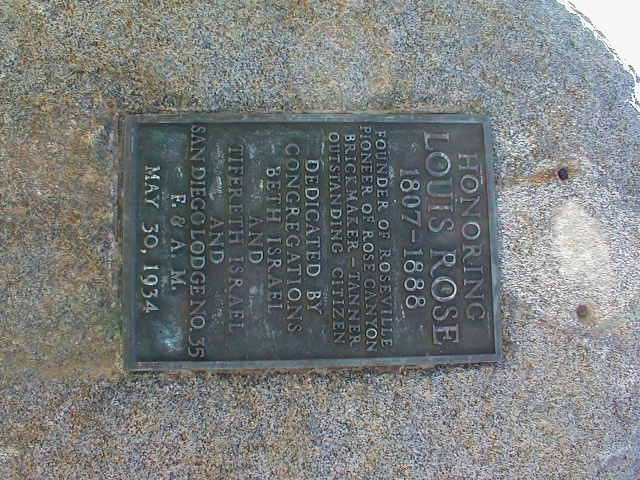 HONORING
LOUIS ROSE
1807-1888
FOUNDER OF ROSEVILLE
PIONEER OF ROSE CANYON
BRICKMAKER - TANNER
OUTSTANDING CITIZEN
DEDICATED BY
CONGREGATIONS
BETH ISRAEL
AND
TIFERETH ISRAEL
AND
SAN DIEGO LODGE NO. 35
F. & A. M.
MAY 30, 1934